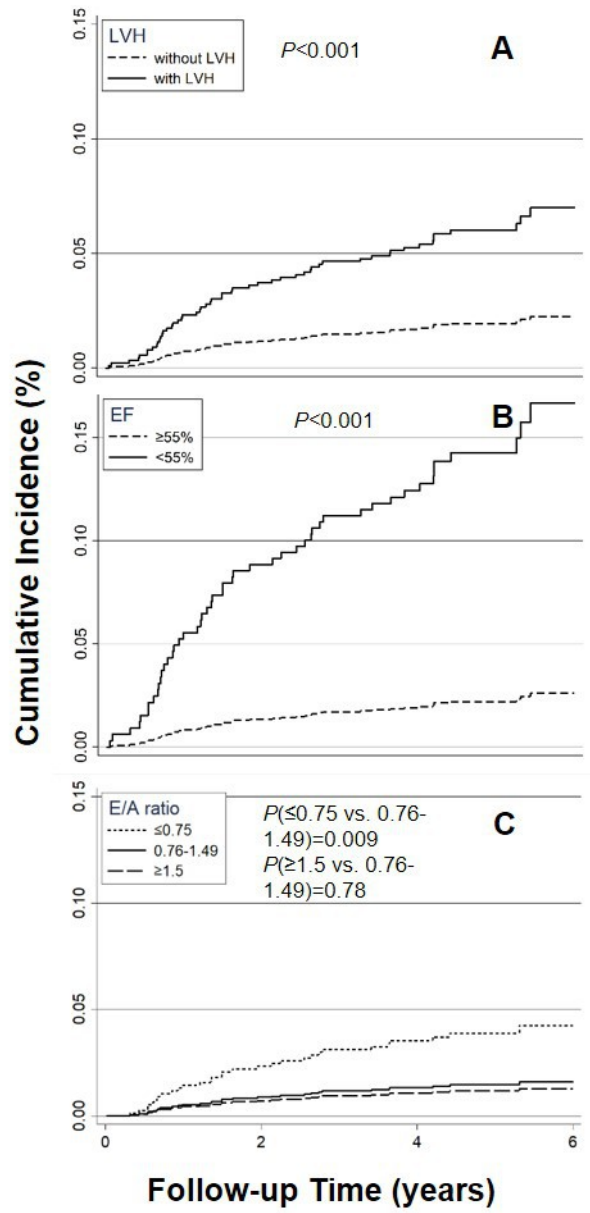 Cumulative Incidence (%)
0.15
0.10
0.05
0.00
LVH
without LVH
with LVH
P<0.001
A
0.15
0.10
0.05
0.00
EF
≥55%
<55%
P<0.001
B
0.15
0.10
0.05
0.00
E/A ratio
≤0.75
0.76-1.49
≥1.5
P(≤0.75 vs. 0.76-
1.49)=0.009
P(≥1.5 vs. 0.76-
1.49)=0.78
C
0 2 4 6
Follow-up Time (years)